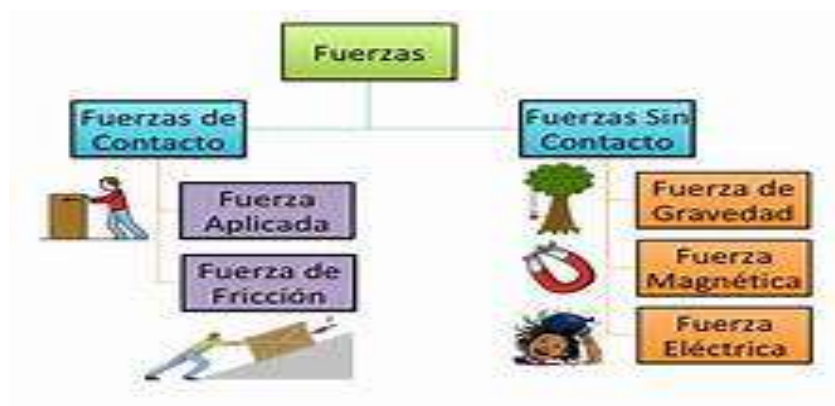 Fuerzas
Fuerzas de
Contacto
Fuerza
Aplicada
Fuerza de
Fricción
Fuerzas Sin
Contacto
Fuerza de
Gravedad
Fuerza
Magnética
Fuerza
Eléctrica